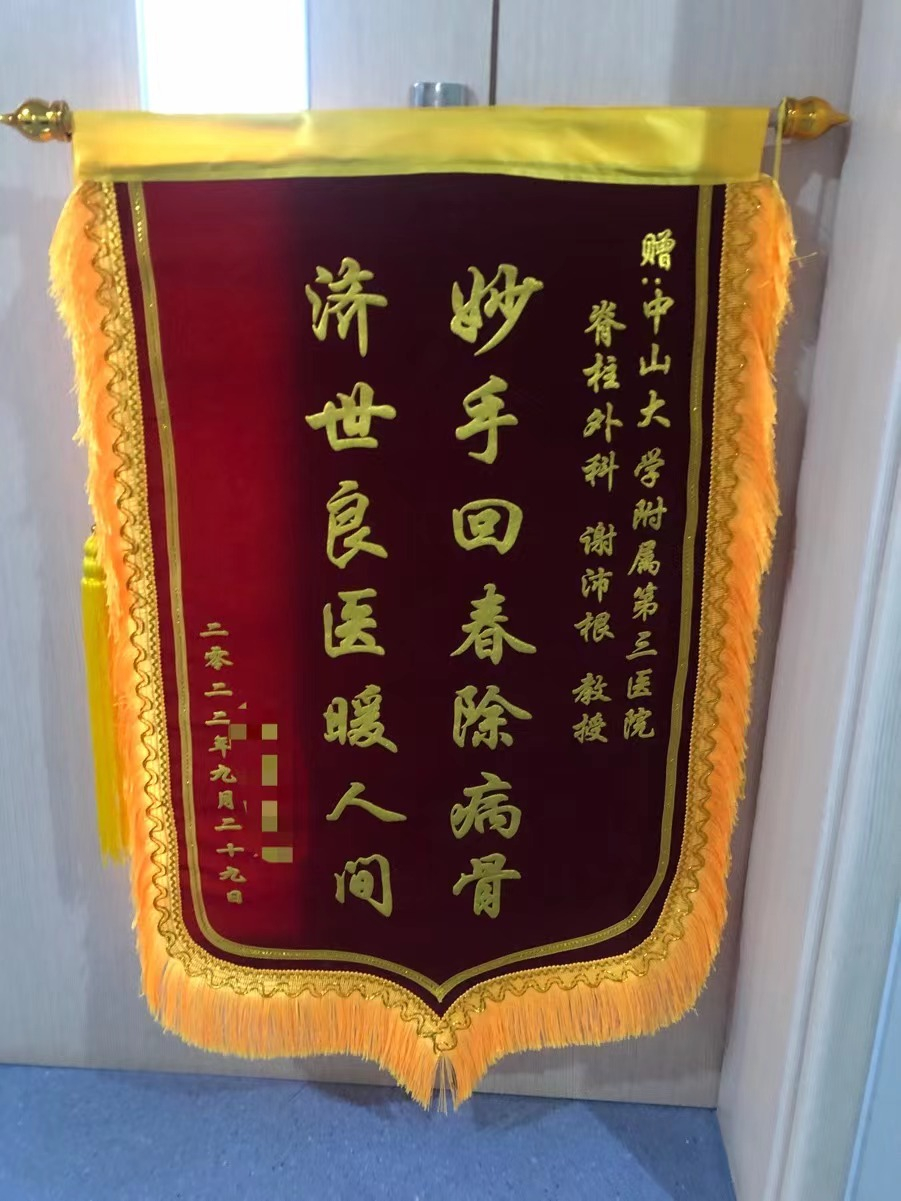 赠:中山大学附属第三医院
脊柱外科 谢沛根 教授
妙手回春除病骨
济世良医暖人间
二零二二年九月二十九日